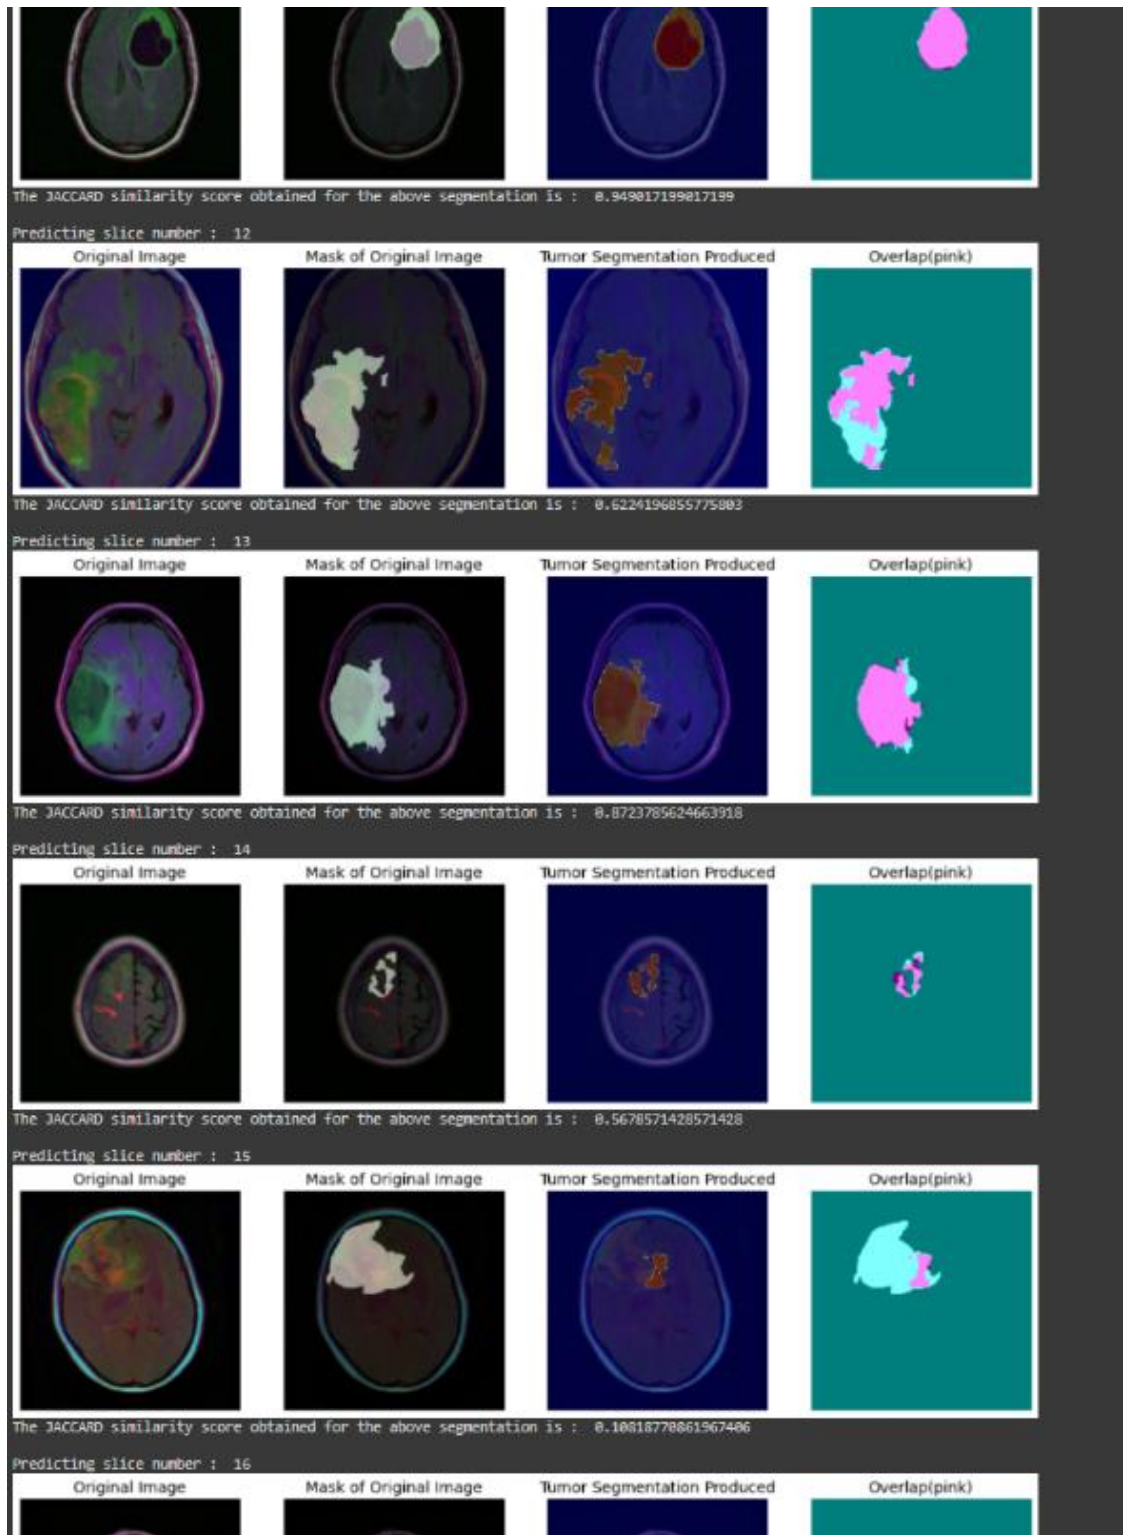 The JACCARD similarity score obtained for the above segmentation is :  0.949017199017199
Predicting slice number :  12
Original Image Mask of Original Image Tumor Segmentation Produced Overlap(pink)
The JACCARD similarity score obtained for the above segmentation is :  0.6224196855775803
Predicting slice number :  13
Original Image Mask of Original Image Tumor Segmentation Produced Overlap(pink)
The JACCARD similarity score obtained for the above segmentation is :  0.8723785624663918
Predicting slice number :  14
Original Image Mask of Original Image Tumor Segmentation Produced Overlap(pink)
The JACCARD similarity score obtained for the above segmentation is :  0.5678571428571428
Predicting slice number :  15
Original Image Mask of Original Image Tumor Segmentation Produced Overlap(pink)
The JACCARD similarity score obtained for the above segmentation is :  0.10818770861967406
Predicting slice number :  16
Original Image Mask of Original Image Tumor Segmentation Produced Overlap(pink)